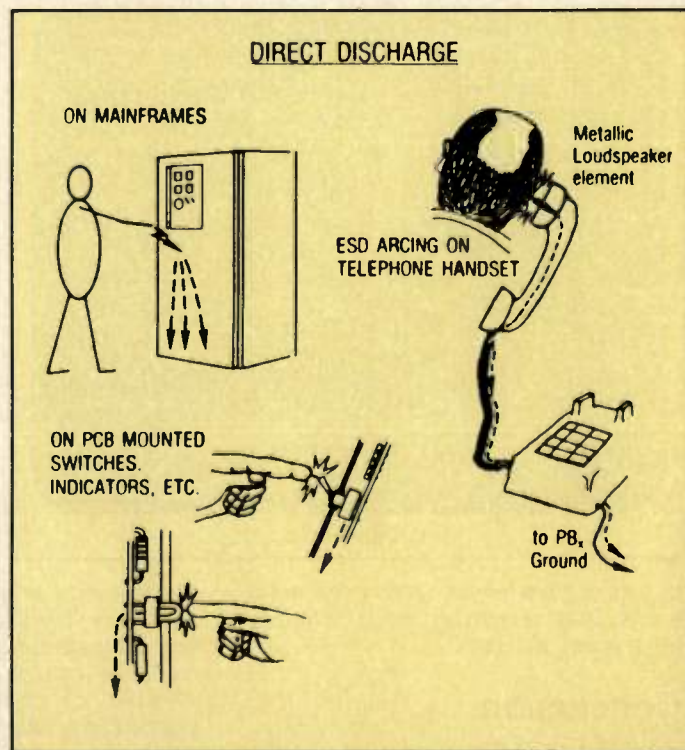 DIRECT DISCHARGE
ON MAINFRAMES
Metallic
Loudspeaker
element
ESD ARCING ON
TELEPHONE HANDSET
ON PCB MOUNTED
SWITCHES.
INDICATORS, ETC.
to PBx
Ground